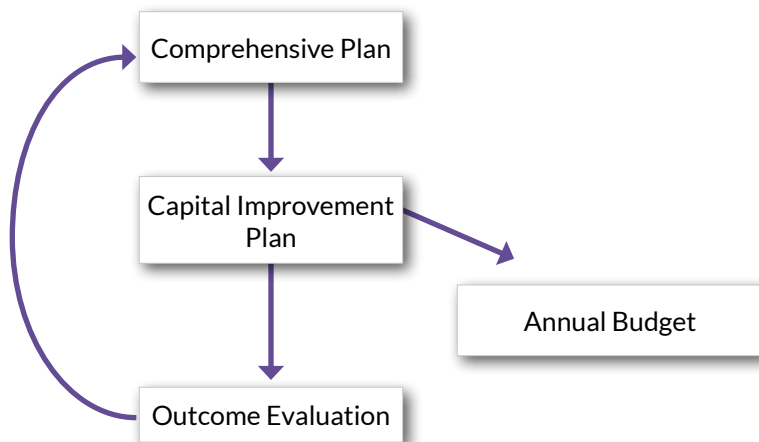 Comprehensive Plan
Capital Improvement
Plan
Annual Budget
Outcome Evaluation